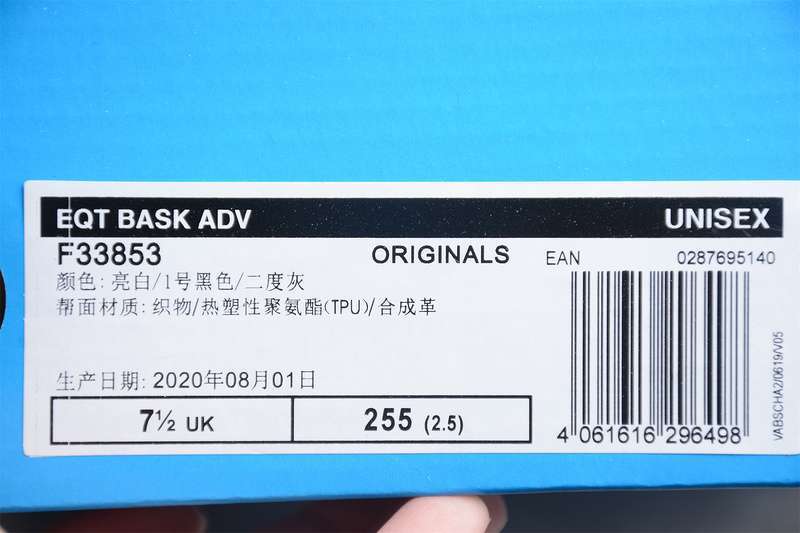 EQT BASK ADV UNISEX
F33853 ORIGINALS EAN 0287695140
颜色: 亮白/1号黑色/二度灰
帮面材质: 织物/热塑性聚氨酯(TPU)/合成革
生产日期: 2020年08月01日
7½ UK 255 (2.5)
4 061616 296498
VABSCHA2/0619/V05